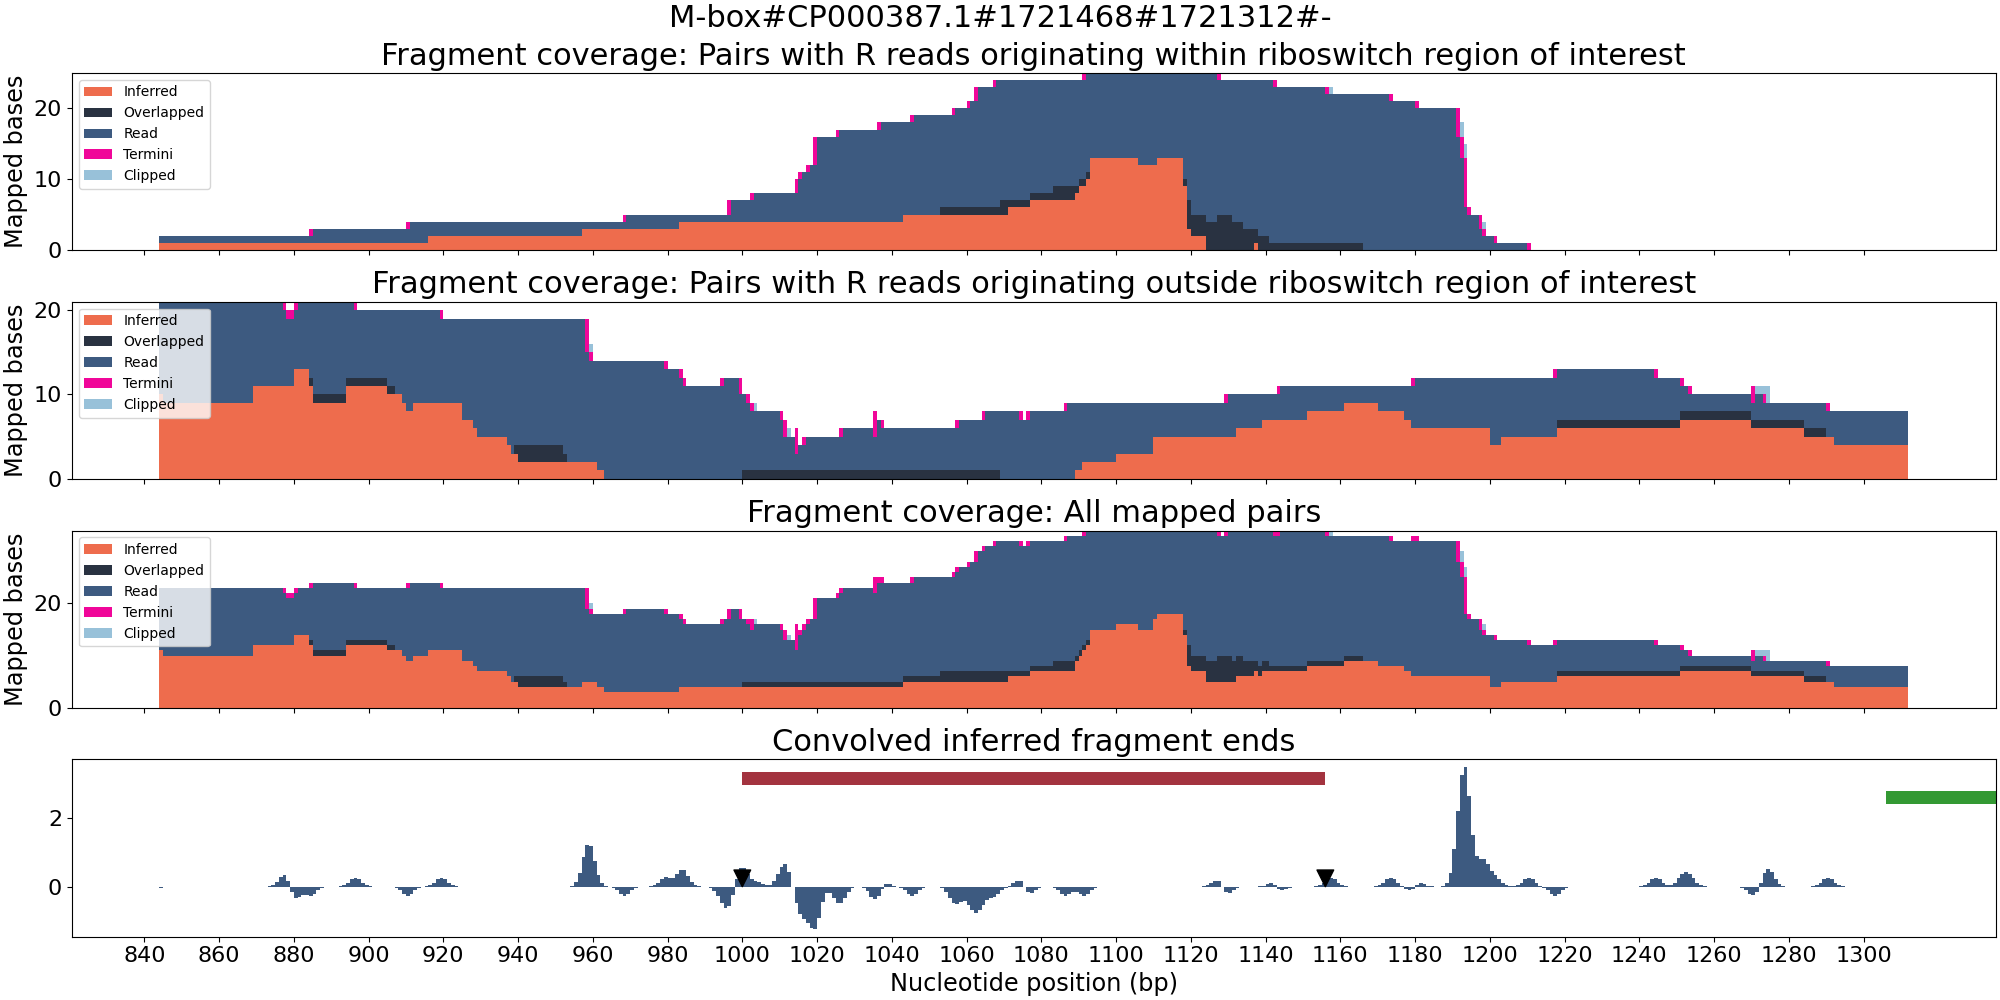 M-box#CP000387.1#1721468#1721312#-
Fragment coverage: Pairs with R reads originating within riboswitch region of interest
Mapped bases
20
10
0
Inferred
Overlapped
Read
Termini
Clipped
Fragment coverage: Pairs with R reads originating outside riboswitch region of interest
Mapped bases
20
10
0
Inferred
Overlapped
Read
Termini
Clipped
Fragment coverage: All mapped pairs
Mapped bases
20
0
Inferred
Overlapped
Read
Termini
Clipped
Convolved inferred fragment ends
2
0
840 860 880 900 920 940 960 980 1000 1020 1040 1060 1080 1100 1120 1140 1160 1180 1200 1220 1240 1260 1280 1300
Nucleotide position (bp)